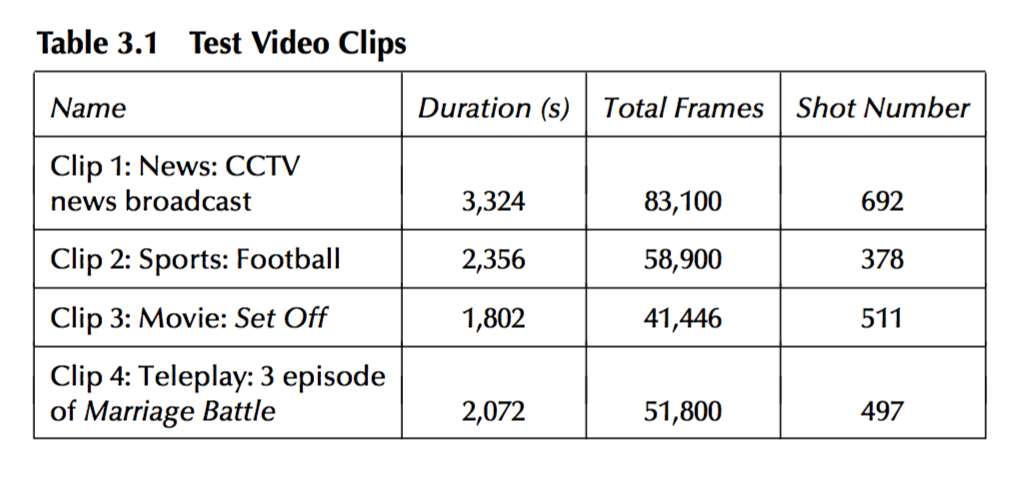 Table 3.1 Test Video Clips
Name Duration (s) Total Frames Shot Number
Clip 1: News: CCTV
news broadcast 3,324 83,100 692
Clip 2: Sports: Football 2,356 58,900 378
Clip 3: Movie: Set Off 1,802 41,446 511
Clip 4: Teleplay: 3 episode
of Marriage Battle 2,072 51,800 497